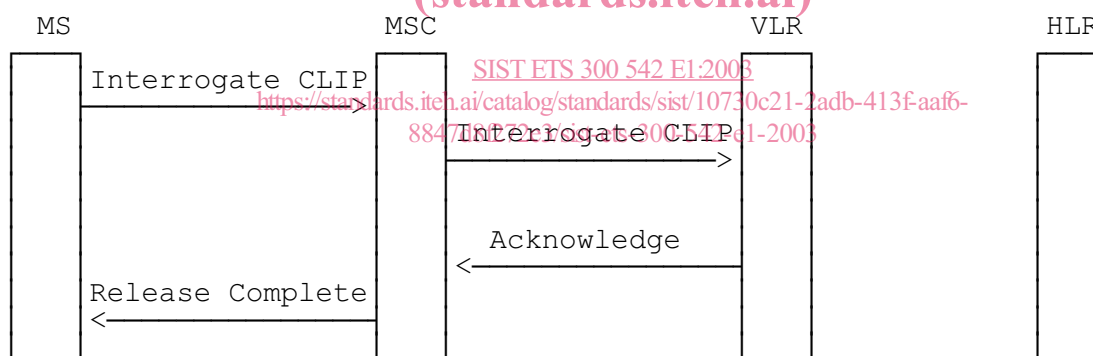 (standards.iteh.ai)
MS MSC VLR HLR
Interrogate CLIP
SIST ETS 300 542 E1:2003
https://standards.iteh.ai/catalog/standards/sist/10730c21-2adb-413f-aaf6-
Interrogate CLIP
Acknowledge
Release Complete